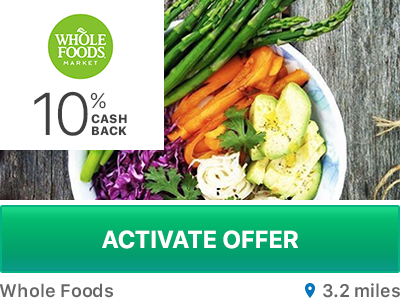 WHOLE
FOODS
MARKET
10% CASH
BACK
ACTIVATE OFFER
Whole Foods
3.2 miles